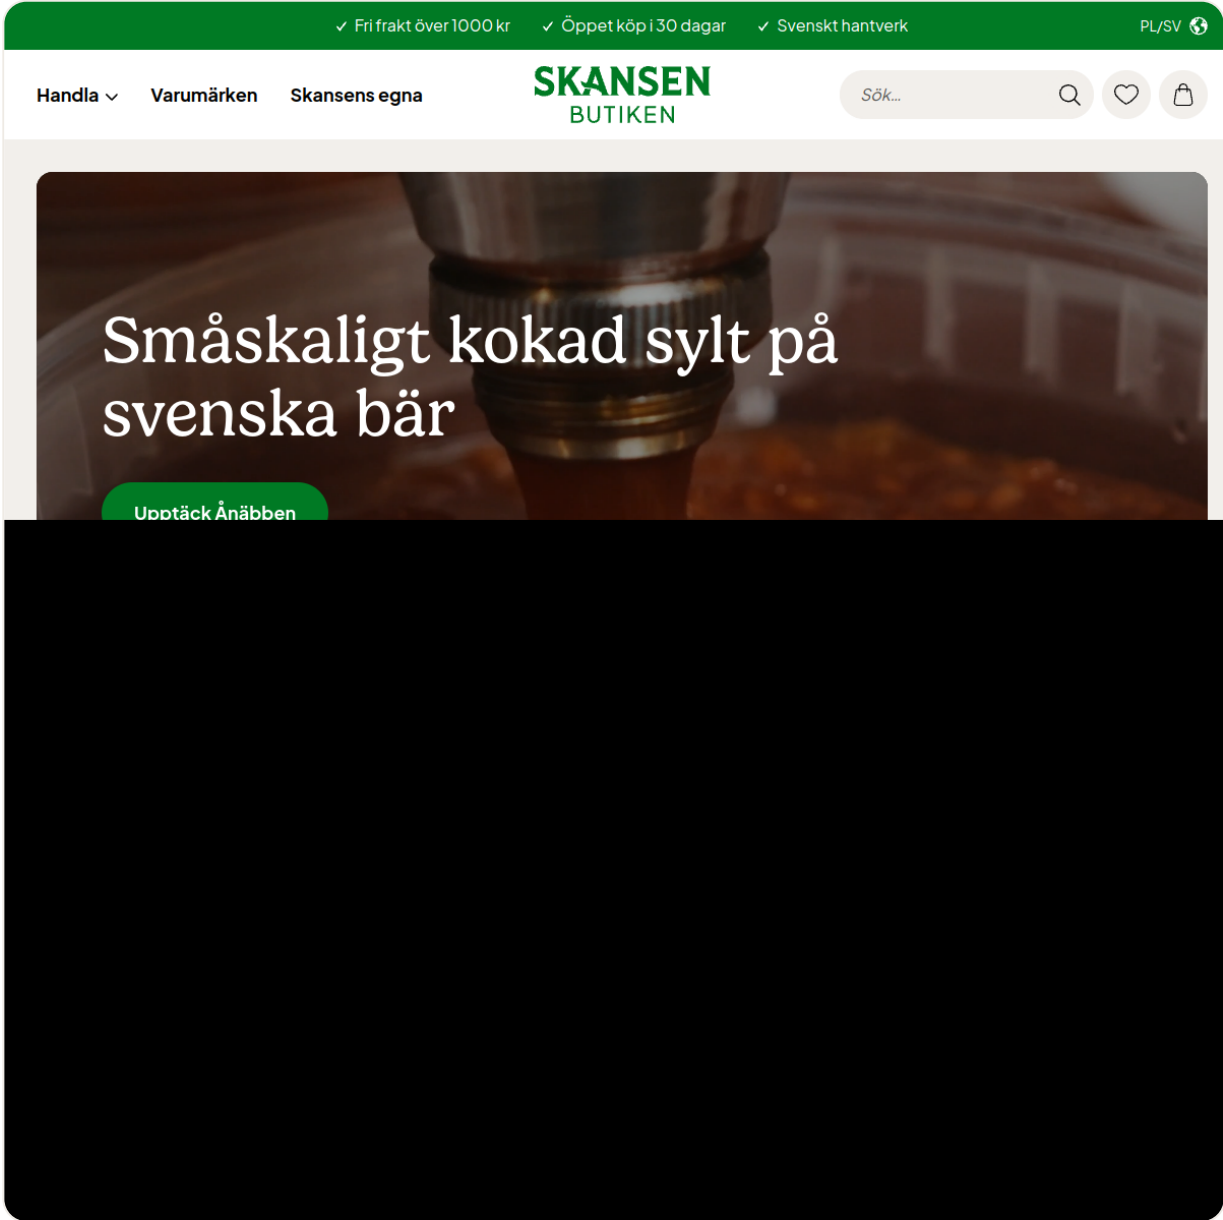 Fri frakt över 1000 kr
Öppet köp i 30 dagar
Svenskt hantverk
PL/SV
Handla
Varumärken
Skansens egna
SKANSEN
BUTIKEN
Sök...
Småskaligt kokad sylt på
svenska bär
Upptäck Ånäbben